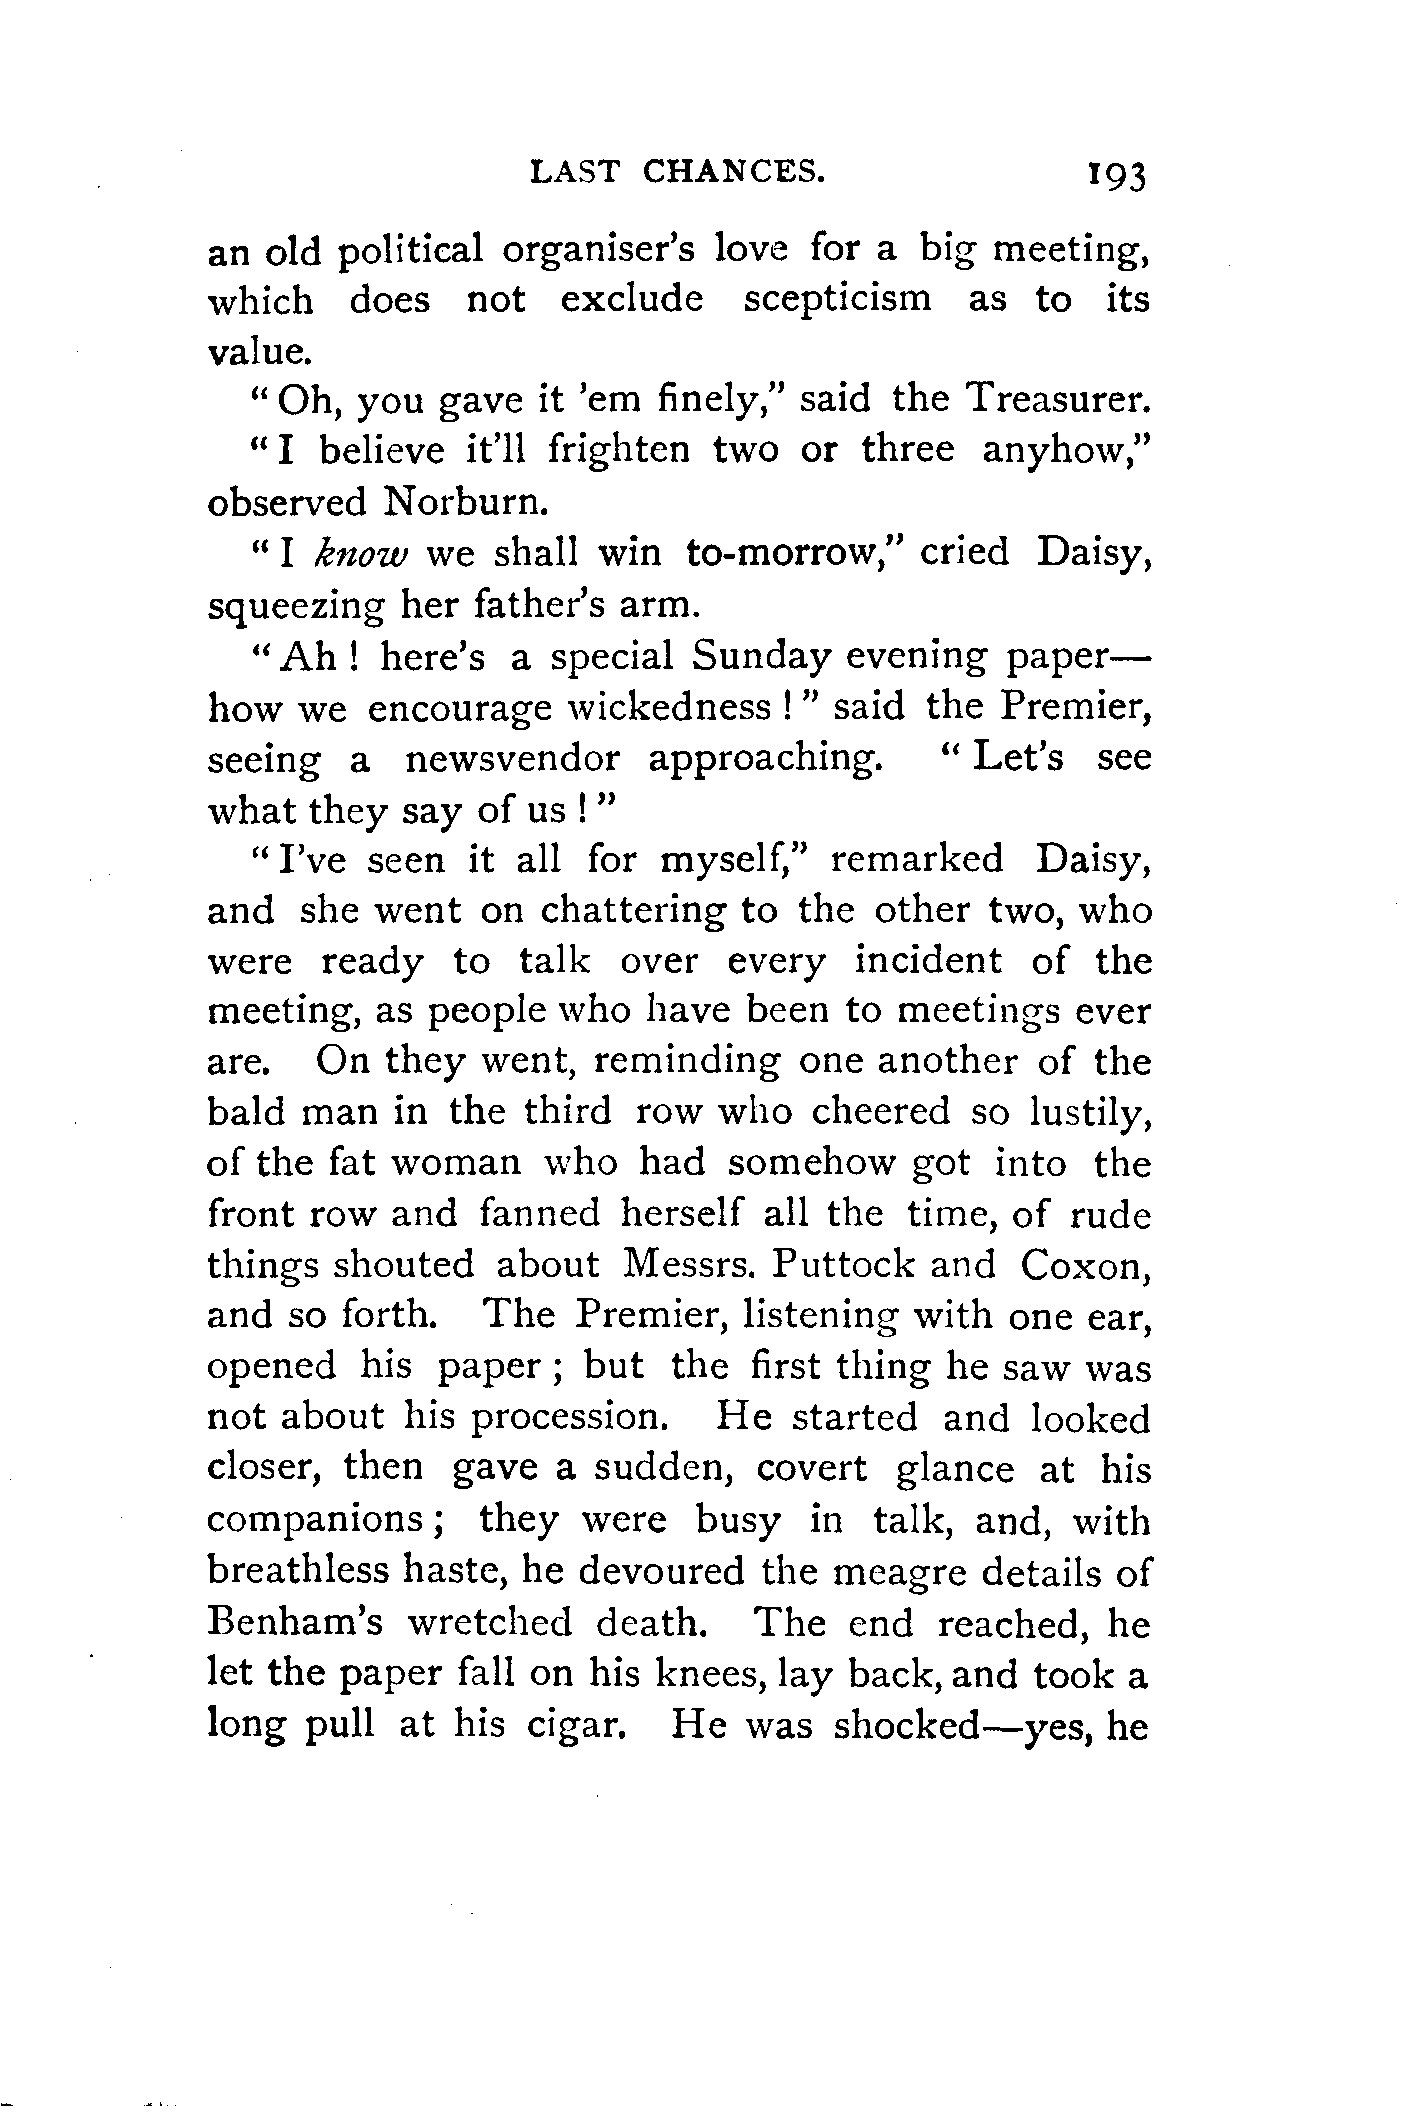 LAST CHANCES. 193
an old political organiser's love for a big meeting,
which does not exclude scepticism as to its
value.
“ Oh, you gave it 'em finely,” said the Treasurer.
“ I believe it'll frighten two or three anyhow,”
observed Norburn.
“ I know we shall win to-morrow,” cried Daisy,
squeezing her father's arm.
“ Ah ! here's a special Sunday evening paper—
how we encourage wickedness ! ” said the Premier,
seeing a newsvendor approaching. “ Let's see
what they say of us ! ”
“ I've seen it all for myself,” remarked Daisy,
and she went on chattering to the other two, who
were ready to talk over every incident of the
meeting, as people who have been to meetings ever
are. On they went, reminding one another of the
bald man in the third row who cheered so lustily,
of the fat woman who had somehow got into the
front row and fanned herself all the time, of rude
things shouted about Messrs. Puttock and Coxon,
and so forth. The Premier, listening with one ear,
opened his paper ; but the first thing he saw was
not about his procession. He started and looked
closer, then gave a sudden, covert glance at his
companions ; they were busy in talk, and, with
breathless haste, he devoured the meagre details of
Benham's wretched death. The end reached, he
let the paper fall on his knees, lay back, and took a
long pull at his cigar. He was shocked—yes, he